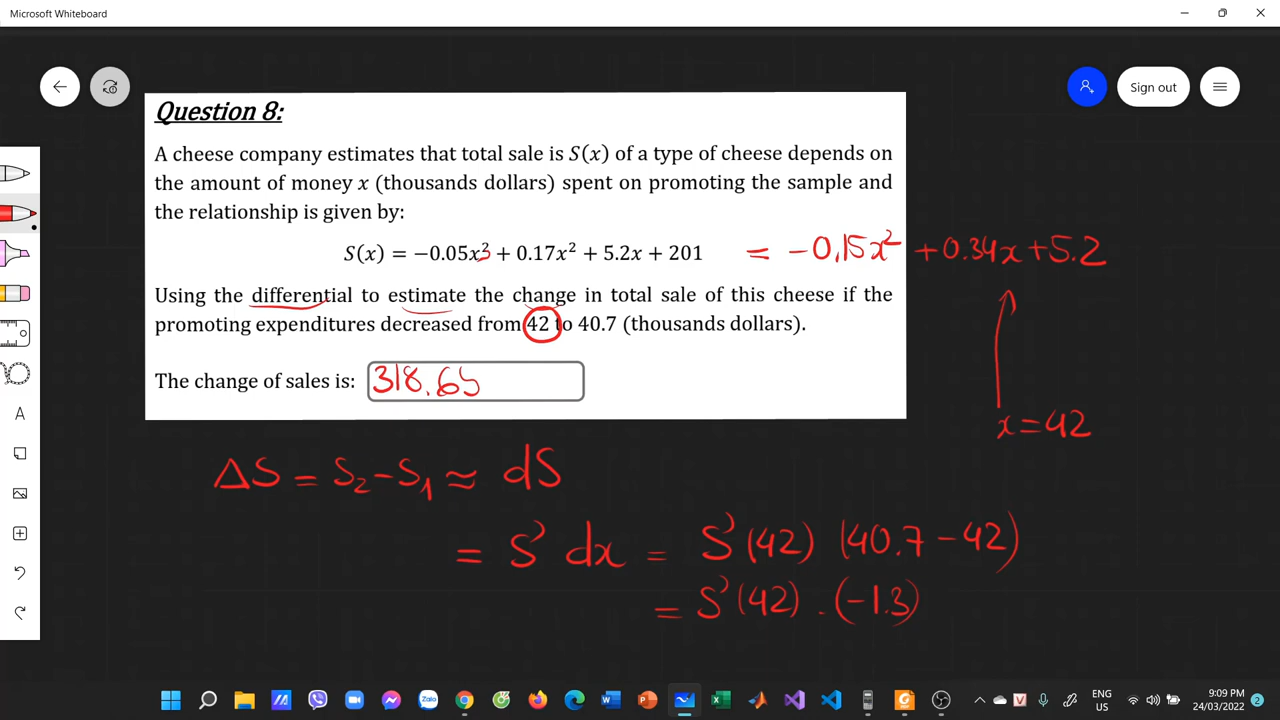 Microsoft Whiteboard
Sign out
Question 8:
A cheese company estimates that total sale is S(x) of a type of cheese depends on
the amount of money x (thousands dollars) spent on promoting the sample and
the relationship is given by:
S(x) = −0.05x³ + 0.17x² + 5.2x + 201 = −0.15x² + 0.34x + 5.2
Using the differential to estimate the change in total sale of this cheese if the
promoting expenditures decreased from 42 to 40.7 (thousands dollars).
The change of sales is: 318.65
x = 42
ΔS = S₂ − S₁ ≈ dS
= S' dx = S'(42) (40.7 − 42)
= S'(42) . (−1.3)
A
Zalo
ENG
US
9:09 PM
24/03/2022
2